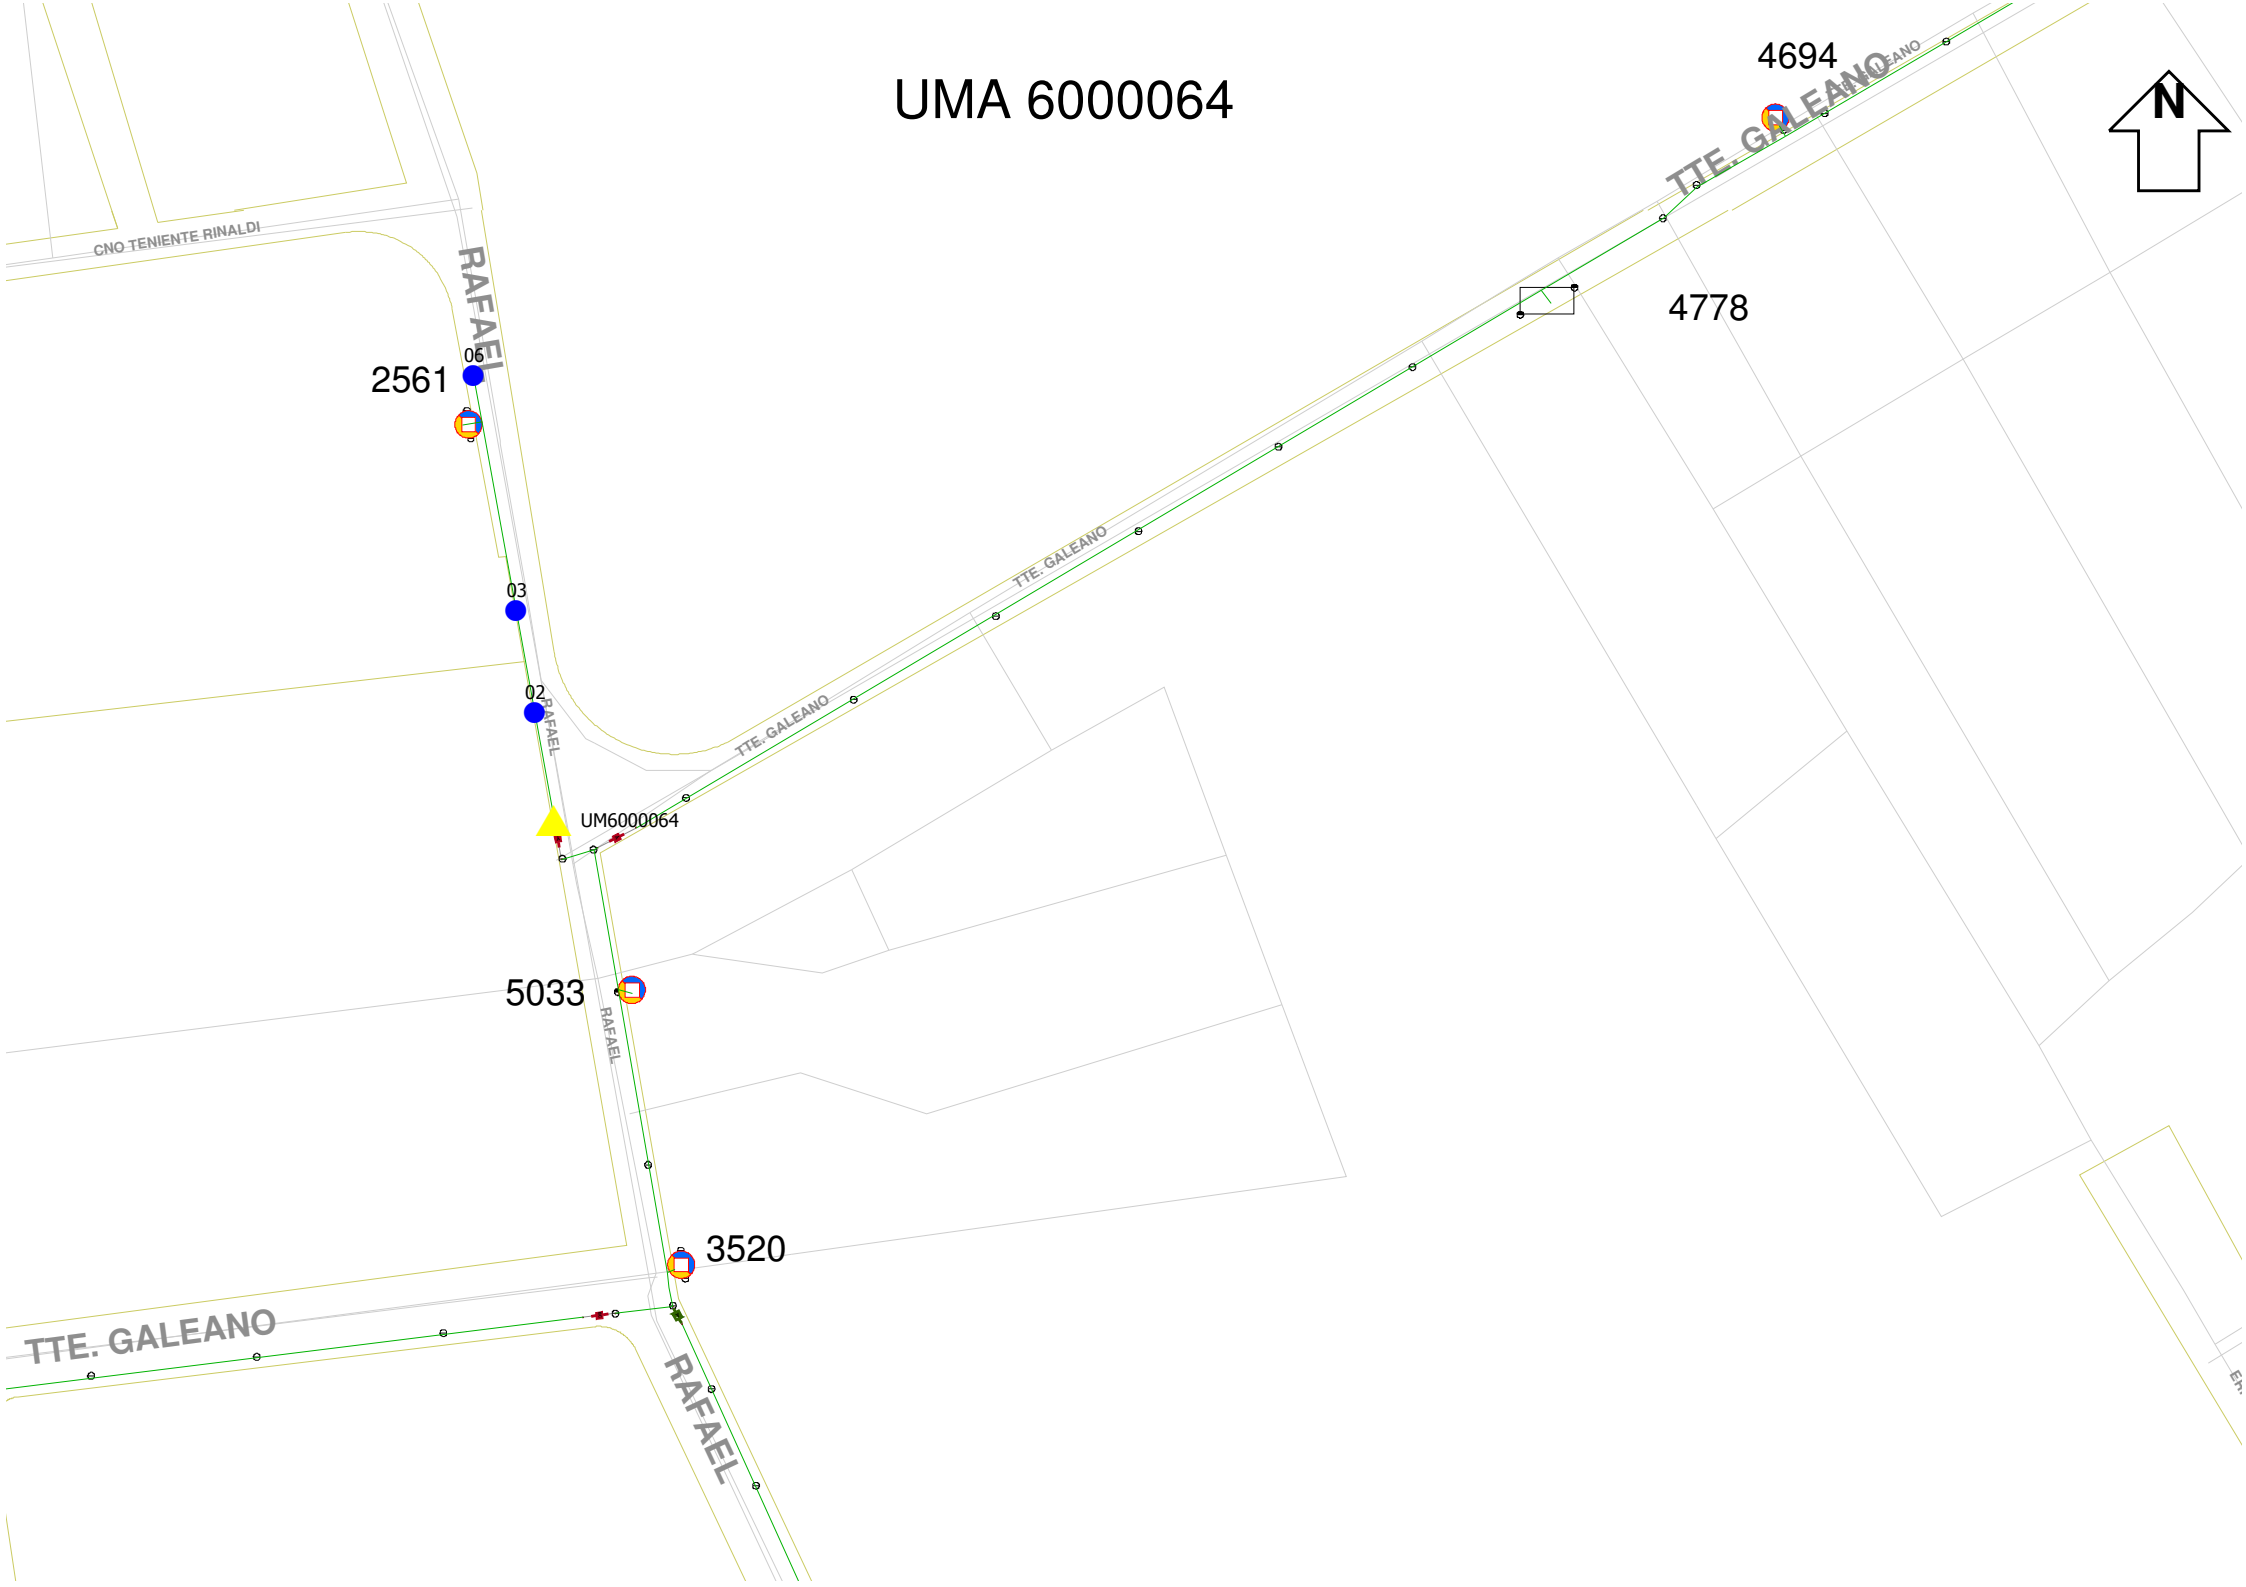 4694
UMA 6000064
TTE. GALEANO
N
CNO TENIENTE RINALDI
RAFAEL
4778
06
2561
TTE. GALEANO
03
02
RAFAEL
TTE. GALEANO
UM6000064
5033
RAFAEL
3520
TTE. GALEANO
RAFAEL